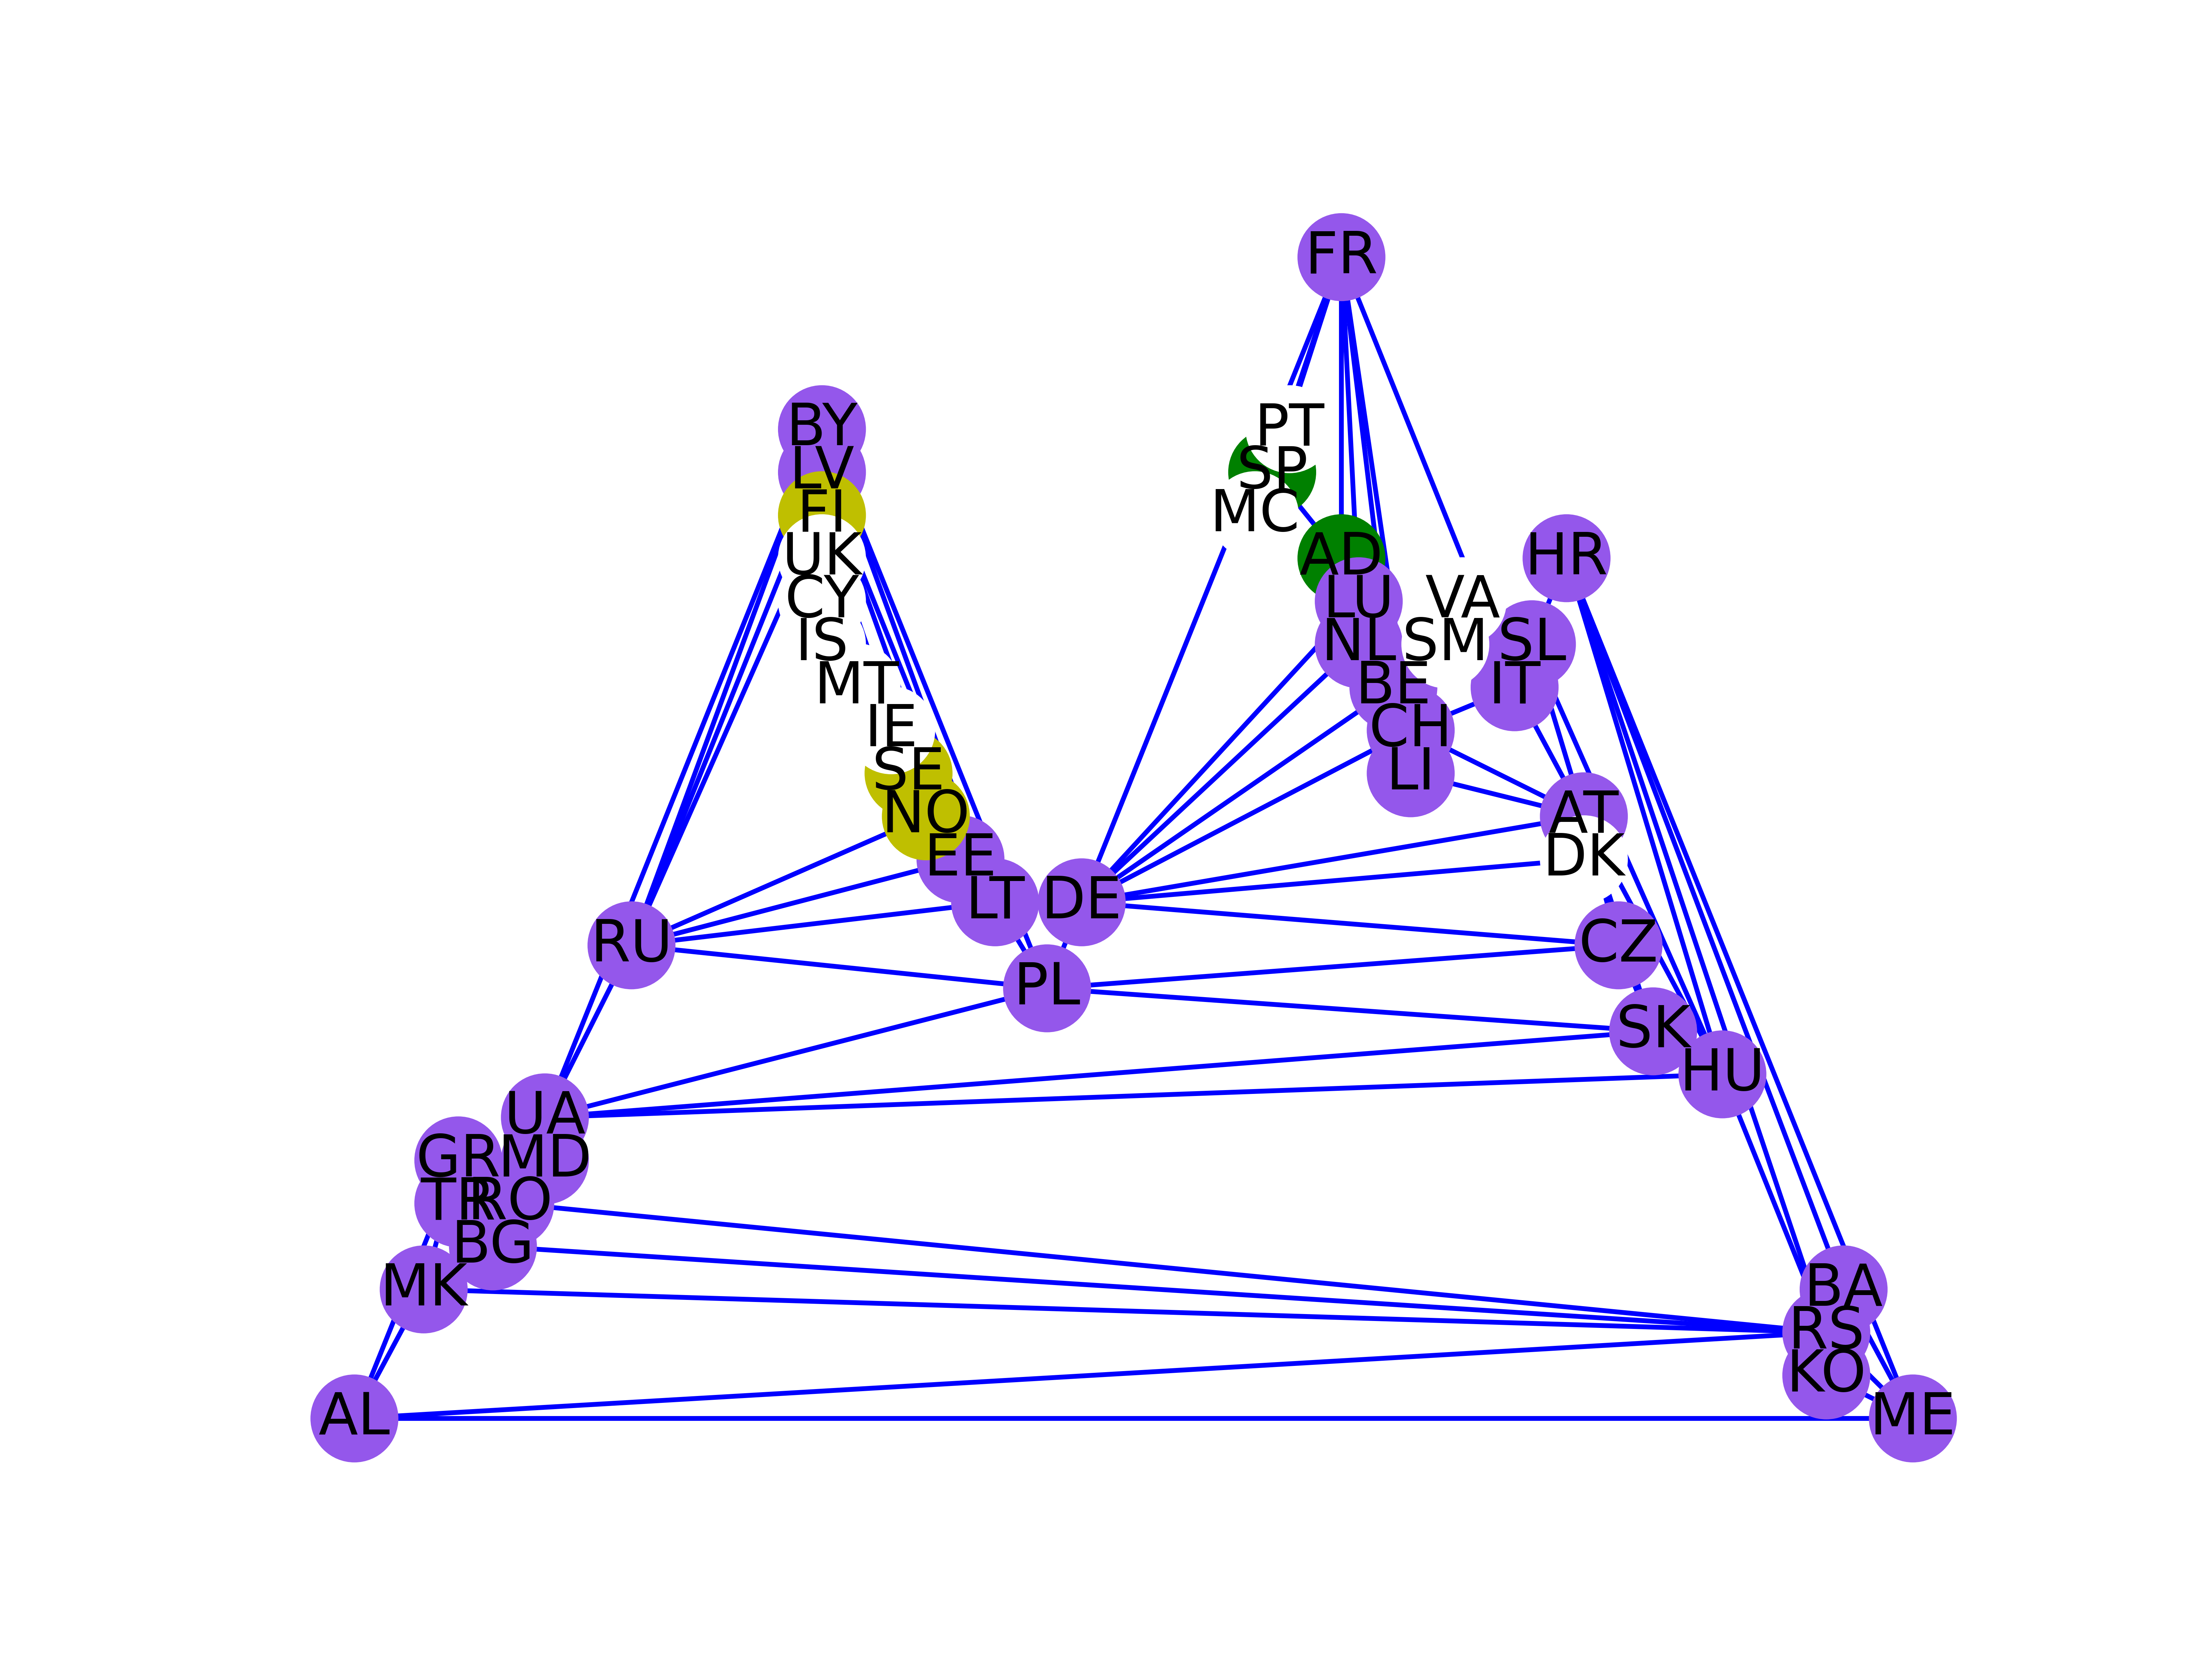 FR
BY
PT
LV
SP
FI
MC
UK
AD
HR
CY
LU
VA
IS
NL
SM
SL
MT
BE
IT
IE
CH
SE
LI
NO
AT
EE
DK
LT
DE
RU
CZ
PL
SK
HU
UA
GR
MD
TR
RO
BG
MK
BA
RS
KO
AL
ME